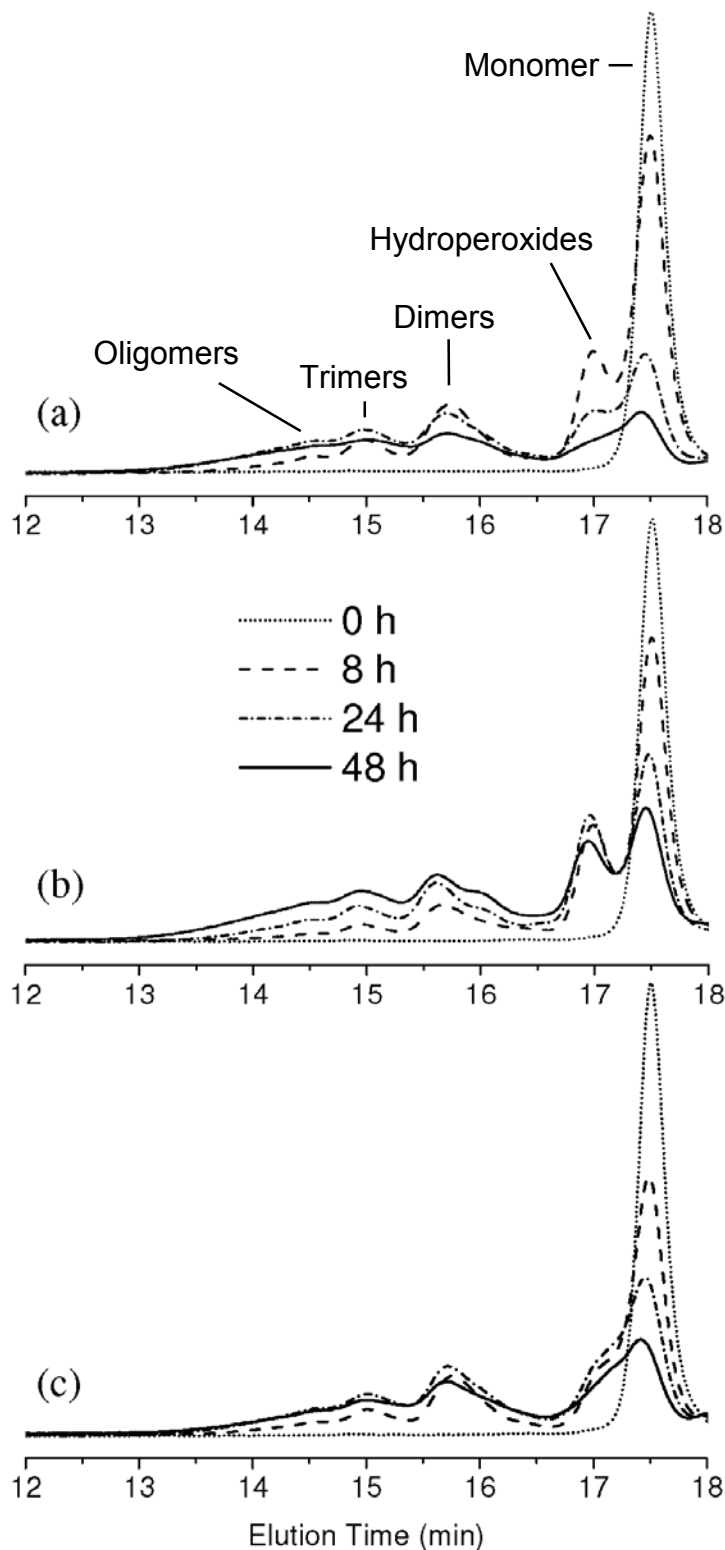 Monomer
Hydroperoxides
Dimers
Oligomers
Trimers
(a)
12 13 14 15 16 17 18
0 h
8 h
24 h
48 h
(b)
12 13 14 15 16 17 18
(c)
12 13 14 15 16 17 18
Elution Time (min)